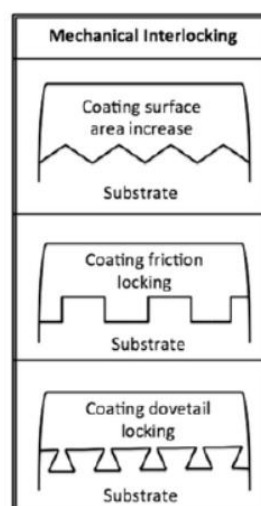 Mechanical Interlocking
Coating surface
area increase
Substrate
Coating friction
locking
Substrate
Coating dovetail
locking
Substrate